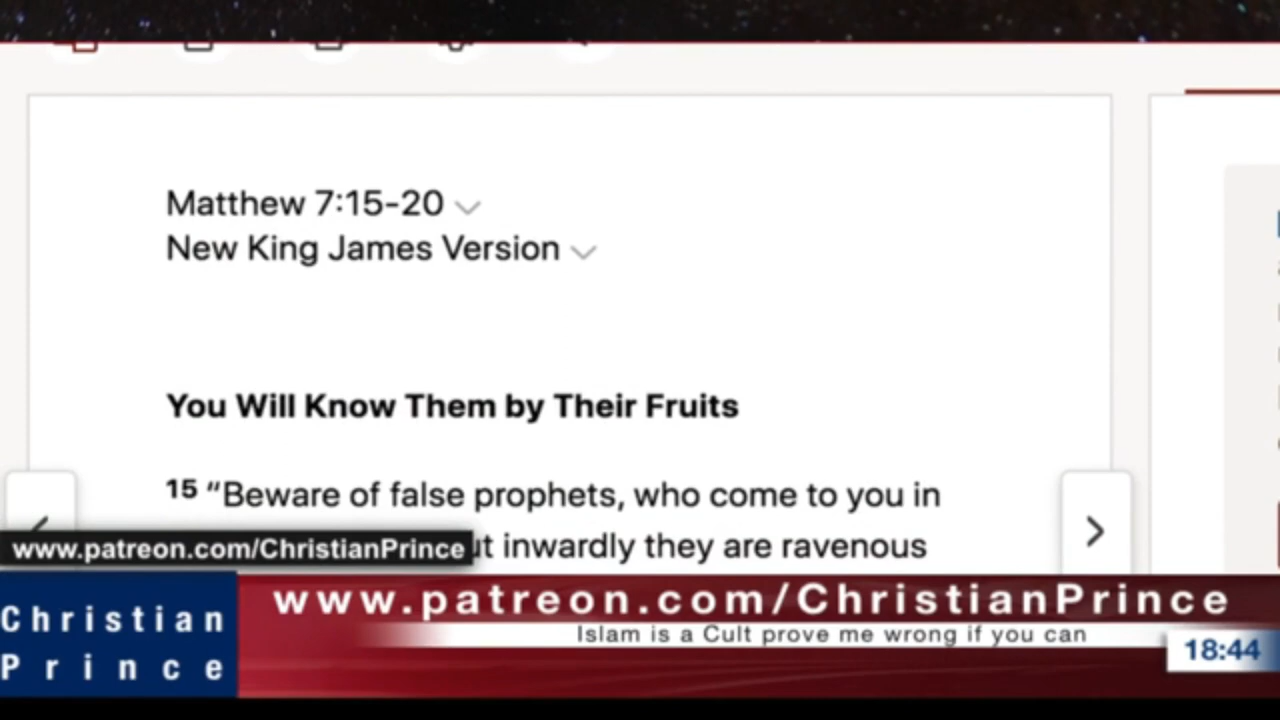 Matthew 7:15-20
New King James Version
You Will Know Them by Their Fruits
15 “Beware of false prophets, who come to you in
inwardly they are ravenous
www.patreon.com/ChristianPrince
www.patreon.com/ChristianPrince
Islam is a Cult prove me wrong if you can
Christian
Prince
18:44